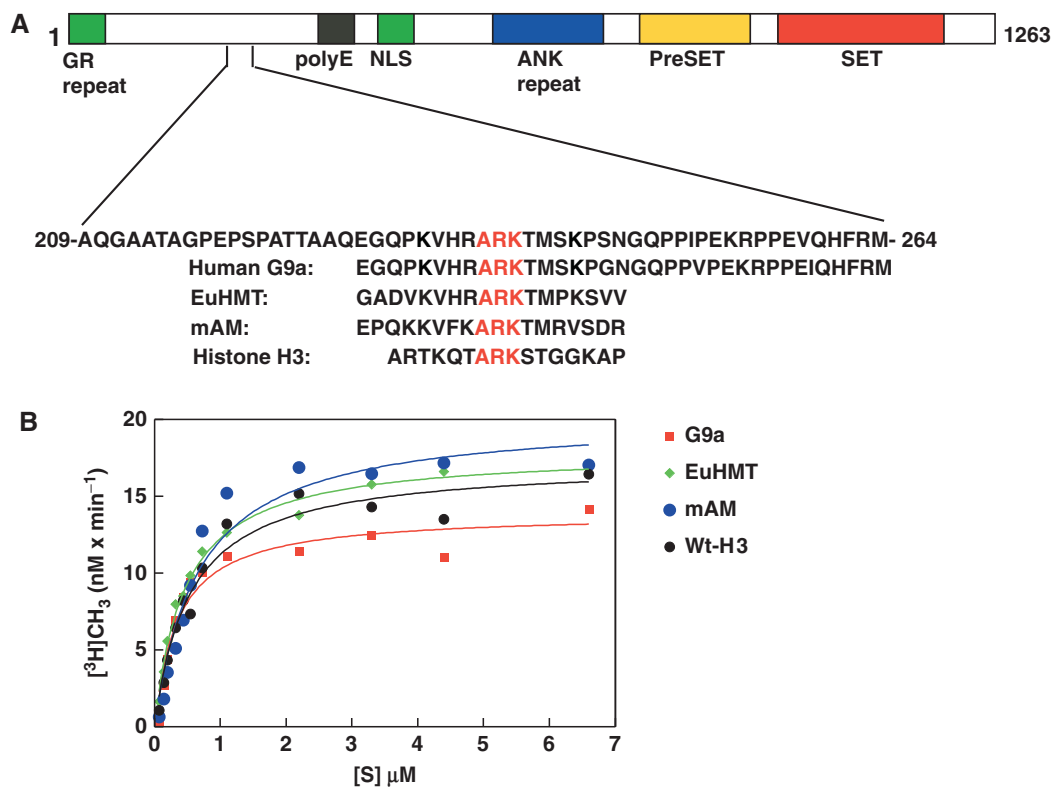 A
1
1263
GR repeat
polyE
NLS
ANK repeat
PreSET
SET
209-AQGAATAGPEPSPATTAAQEGQPKVHRARKTMSKPSNGQPPIPEKRPPEVQHFRM- 264
Human G9a: EGQPKVHRARKTMSKPGNGQPPVPEKRPPEIQHFRM
EuHMT: GADVKVHRARKTMPKSVV
mAM: EPQKKVFKARKTMRVSDR
Histone H3: ARTKQTARKSTGGKAP
B
[³H]CH₃ (nM x min⁻¹)
20
15
10
5
0
0 1 2 3 4 5 6 7
[S] μM
G9a
EuHMT
mAM
Wt-H3